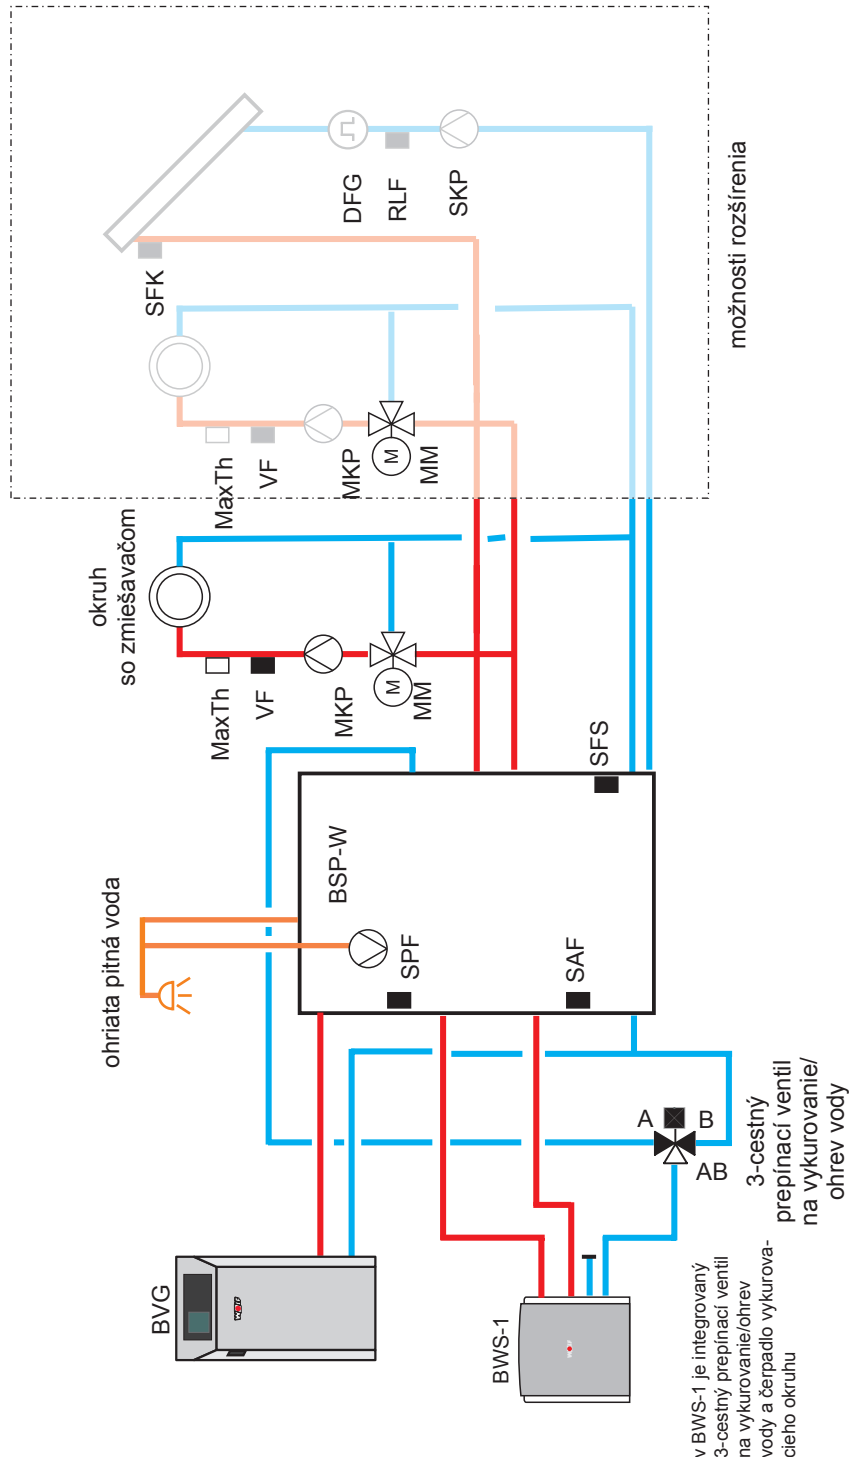 DFG
RLF
SKP
SFK
možnosti rozšírenia
MaxTh
VF
MKP
MM
M
okruh
so zmiešavačom
MaxTh
VF
MKP
MM
M
SFS
BSP-W
ohriata pitná voda
SPF
SAF
A
B
AB
3-cestný
prepínací ventil
na vykurovanie/
ohrev vody
BVG
WOLF
BWS-1
v BWS-1 je integrovaný
3-cestný prepínací ventil
na vykurovanie/ohrev
vody a čerpadlo vykurova-
cieho okruhu